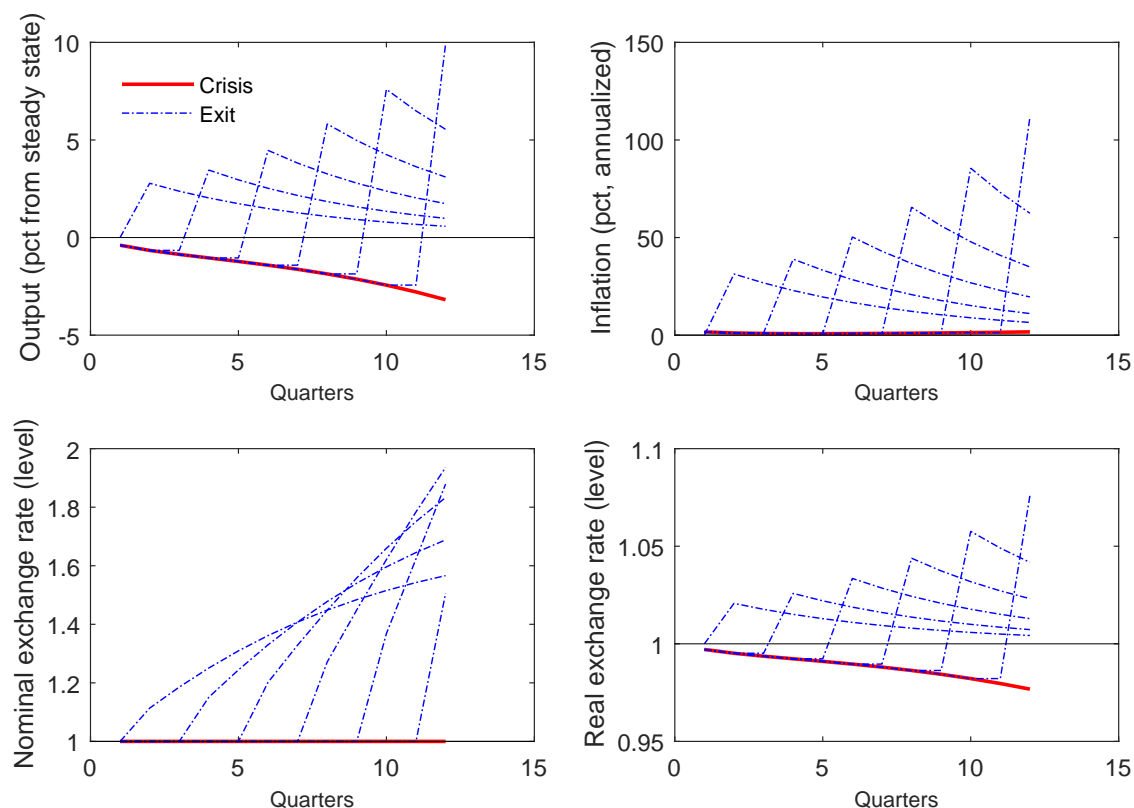 Output (pct from steady state)
10
5
0
-5
Crisis
Exit
0 5 10 15
Quarters
Inflation (pct, annualized)
150
100
50
0
0 5 10 15
Quarters
Nominal exchange rate (level)
2
1.8
1.6
1.4
1.2
1
0 5 10 15
Quarters
Real exchange rate (level)
1.1
1.05
1
0.95
0 5 10 15
Quarters